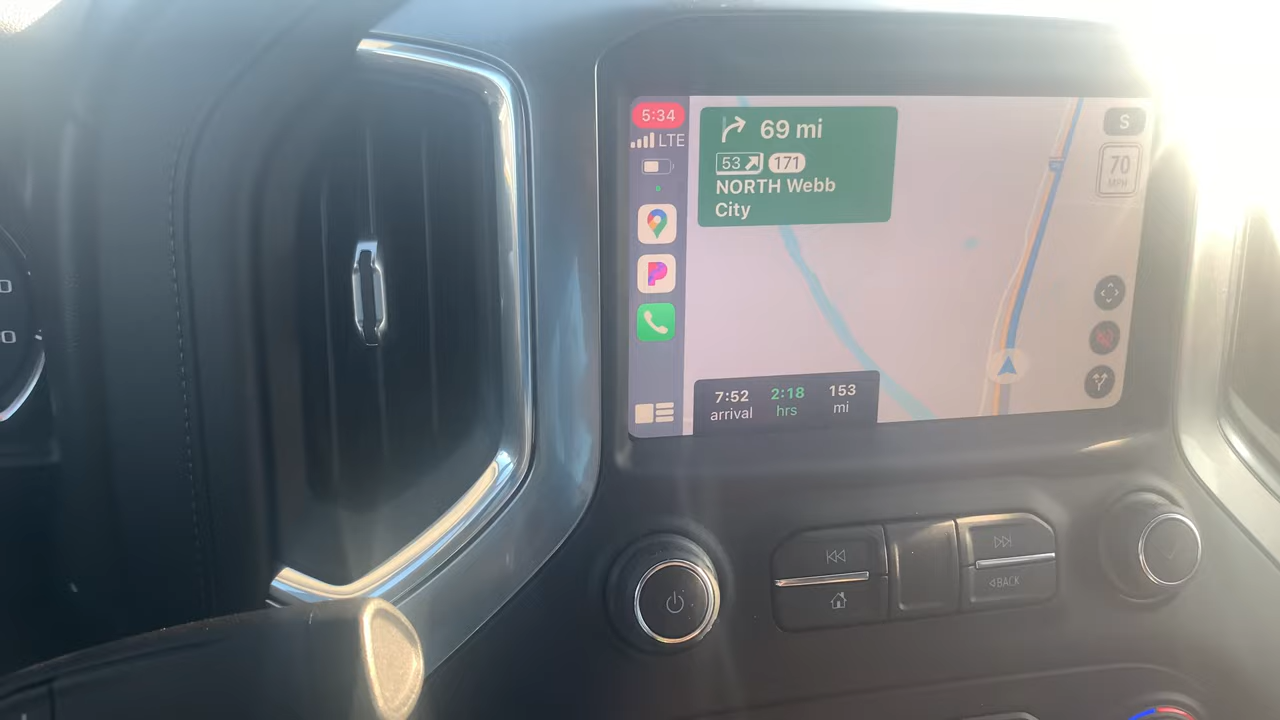 5:34
LTE
69 mi
53 171
NORTH Webb
City
S
70
MPH
7:52 2:18 153
arrival hrs mi
BACK